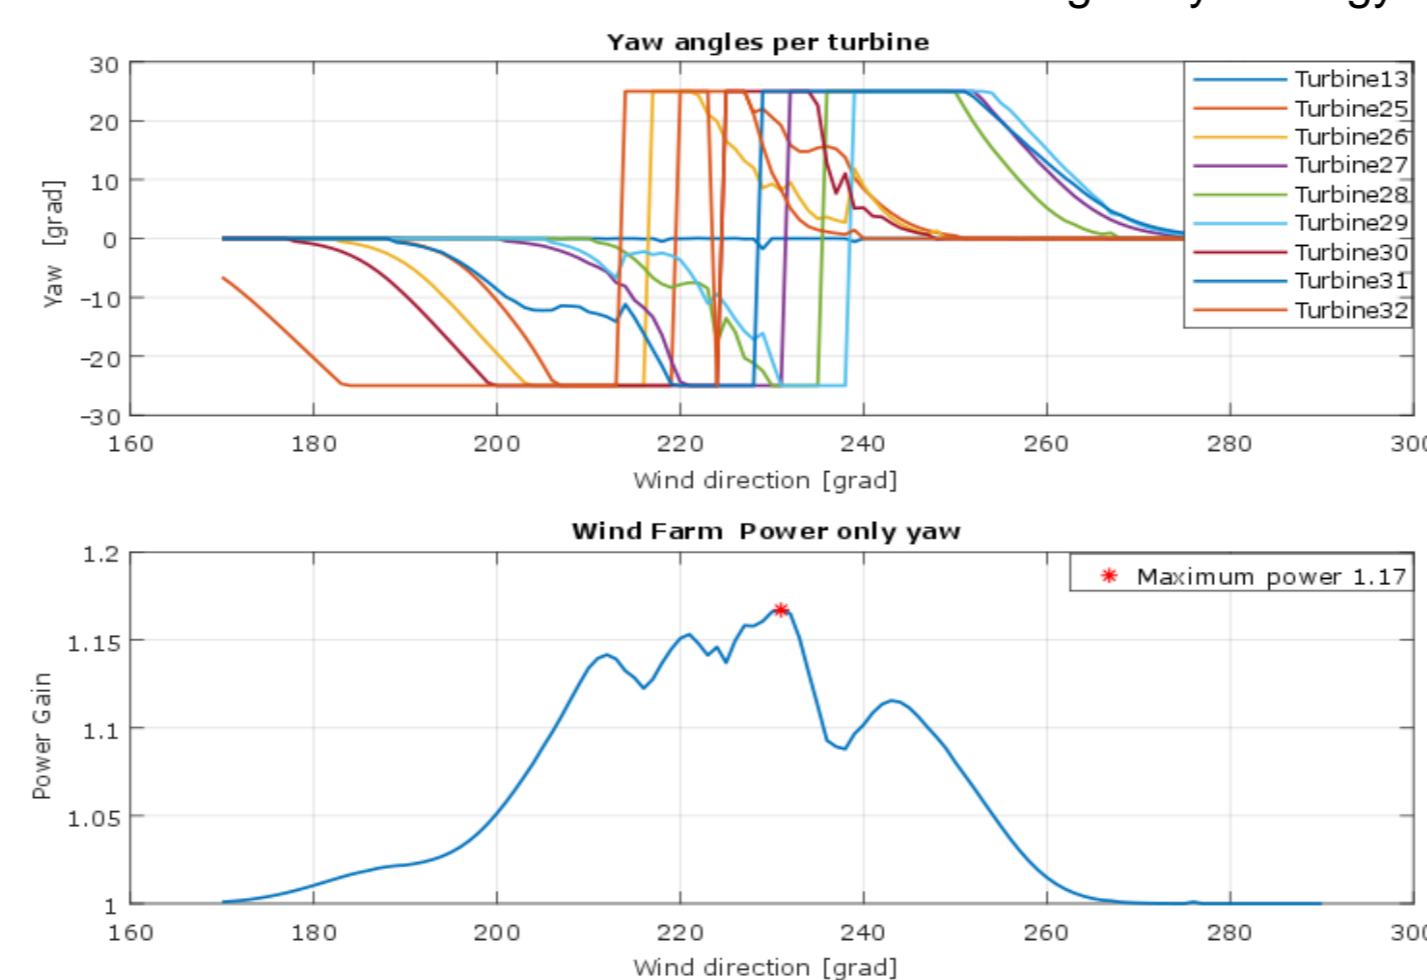 Yaw angles per turbine
30
20
10
0
-10
-20
-30
Yaw [grad]
Turbine13
Turbine25
Turbine26
Turbine27
Turbine28
Turbine29
Turbine30
Turbine31
Turbine32
160 180 200 220 240 260 280 300
Wind direction [grad]
Wind Farm Power only yaw
1.2
1.15
1.1
1.05
1
Power Gain
Maximum power 1.17
160 180 200 220 240 260 280
Wind direction [grad]